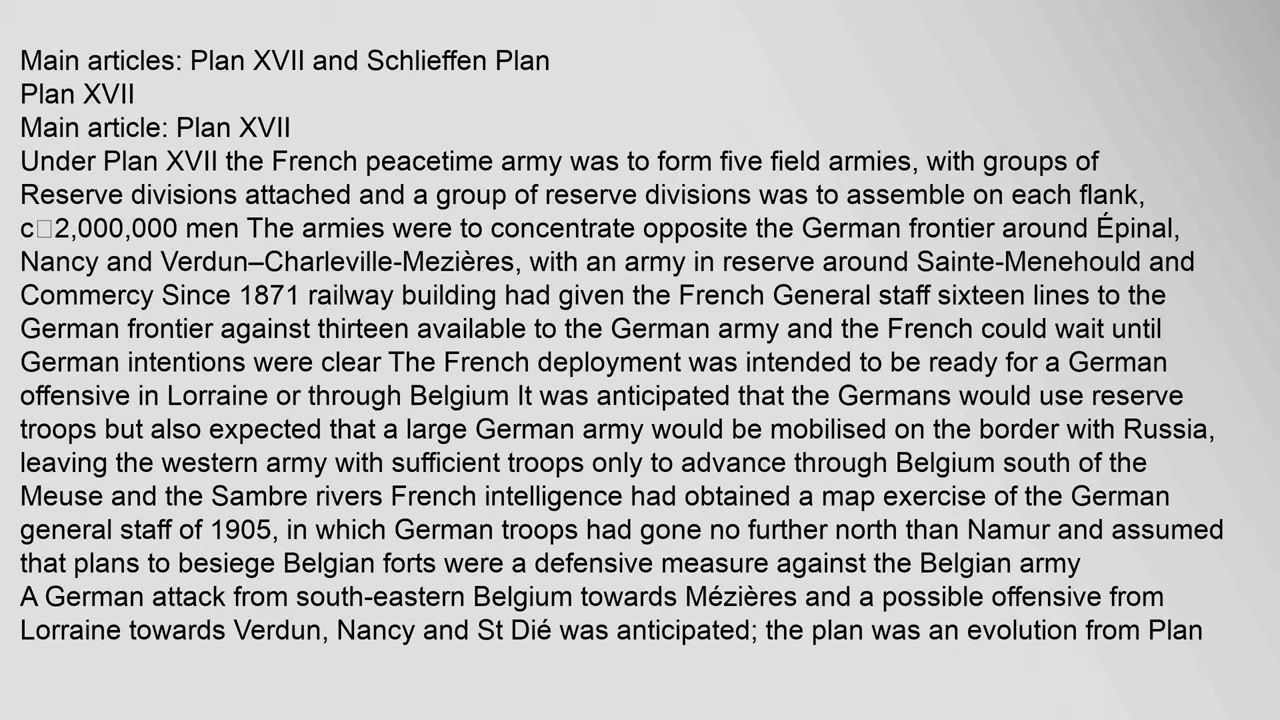 Main articles: Plan XVII and Schlieffen Plan
Plan XVII
Main article: Plan XVII
Under Plan XVII the French peacetime army was to form five field armies, with groups of
Reserve divisions attached and a group of reserve divisions was to assemble on each flank,
c□2,000,000 men The armies were to concentrate opposite the German frontier around Épinal,
Nancy and Verdun–Charleville-Mezières, with an army in reserve around Sainte-Menehould and
Commercy Since 1871 railway building had given the French General staff sixteen lines to the
German frontier against thirteen available to the German army and the French could wait until
German intentions were clear The French deployment was intended to be ready for a German
offensive in Lorraine or through Belgium It was anticipated that the Germans would use reserve
troops but also expected that a large German army would be mobilised on the border with Russia,
leaving the western army with sufficient troops only to advance through Belgium south of the
Meuse and the Sambre rivers French intelligence had obtained a map exercise of the German
general staff of 1905, in which German troops had gone no further north than Namur and assumed
that plans to besiege Belgian forts were a defensive measure against the Belgian army
A German attack from south-eastern Belgium towards Mézières and a possible offensive from
Lorraine towards Verdun, Nancy and St Dié was anticipated; the plan was an evolution from Plan